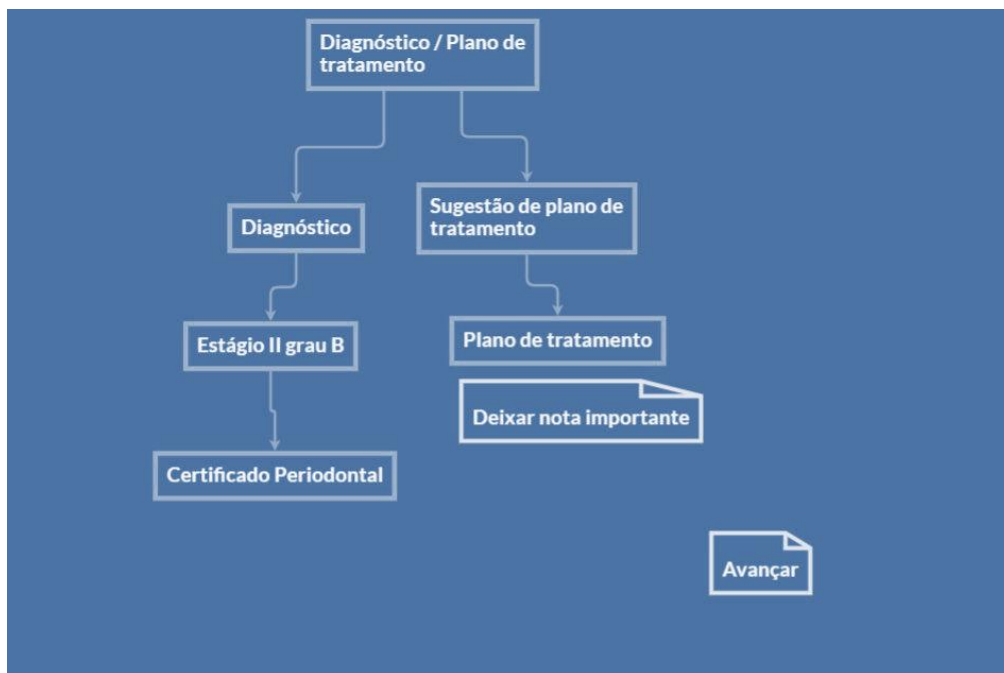 Diagnóstico / Plano de
tratamento
Diagnóstico
Sugestão de plano de
tratamento
Estágio II grau B
Plano de tratamento
Deixar nota importante
Certificado Periodontal
Avançar